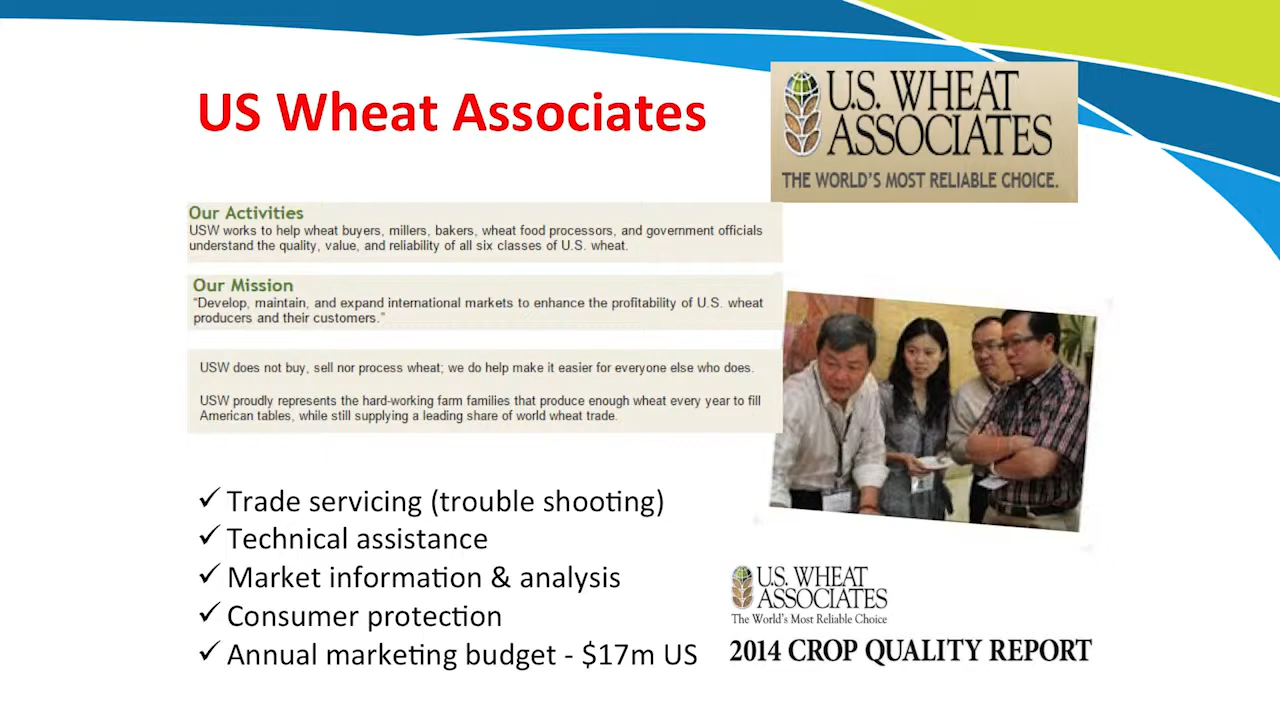 US Wheat Associates
U.S. WHEAT
ASSOCIATES
THE WORLD'S MOST RELIABLE CHOICE.
Our Activities
USW works to help wheat buyers, millers, bakers, wheat food processors, and government officials
understand the quality, value, and reliability of all six classes of U.S. wheat.
Our Mission
“Develop, maintain, and expand international markets to enhance the profitability of U.S. wheat
producers and their customers.”
USW does not buy, sell nor process wheat; we do help make it easier for everyone else who does.
USW proudly represents the hard-working farm families that produce enough wheat every year to fill
American tables, while still supplying a leading share of world wheat trade.
✓ Trade servicing (trouble shooting)
✓ Technical assistance
✓ Market information & analysis
✓ Consumer protection
✓ Annual marketing budget - $17m US
U.S. WHEAT
ASSOCIATES
The World's Most Reliable Choice
2014 CROP QUALITY REPORT